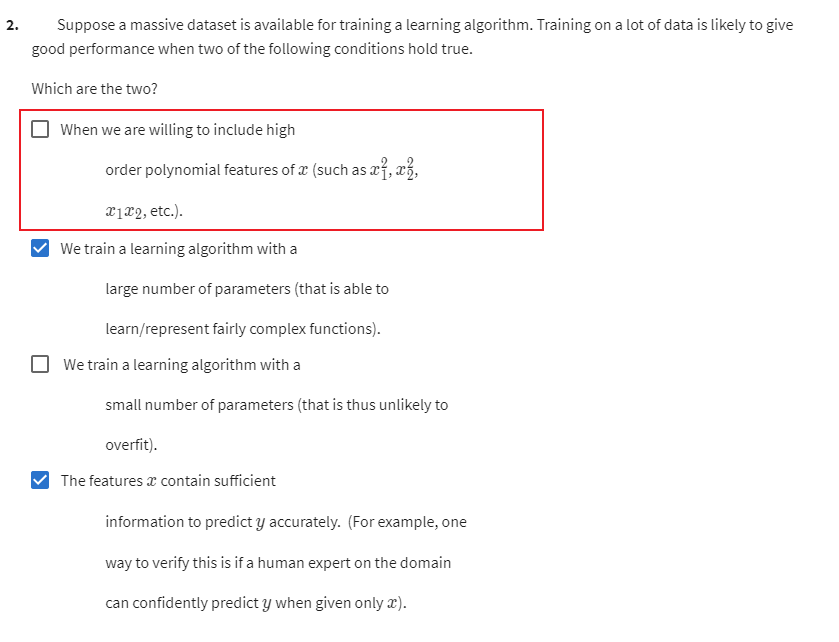 2. Suppose a massive dataset is available for training a learning algorithm. Training on a lot of data is likely to give
good performance when two of the following conditions hold true.
Which are the two?
When we are willing to include high
order polynomial features of x (such as x₁², x₂²,
x₁x₂, etc.).
We train a learning algorithm with a
large number of parameters (that is able to
learn/represent fairly complex functions).
We train a learning algorithm with a
small number of parameters (that is thus unlikely to
overfit).
The features x contain sufficient
information to predict y accurately. (For example, one
way to verify this is if a human expert on the domain
can confidently predict y when given only x).